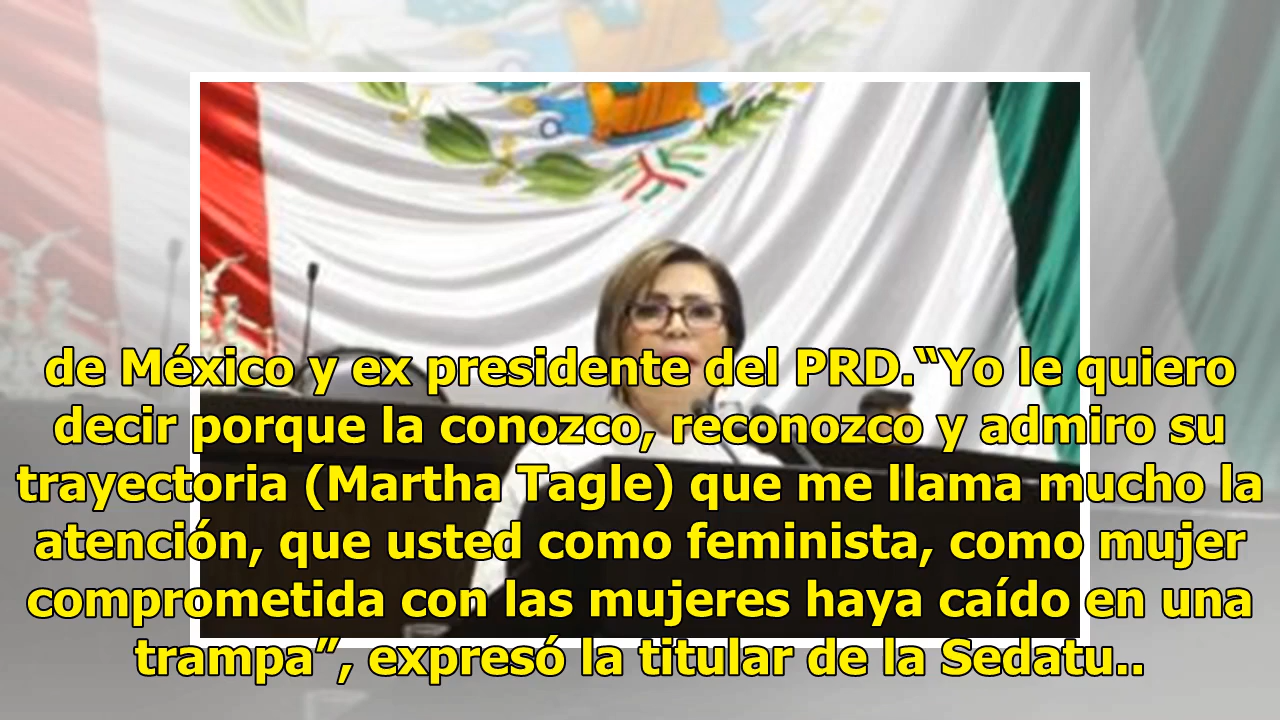 de México y ex presidente del PRD.“Yo le quiero
decir porque la conozco, reconozco y admiro su
trayectoria (Martha Tagle) que me llama mucho la
atención, que usted como feminista, como mujer
comprometida con las mujeres haya caído en una
trampa”, expresó la titular de la Sedatu..